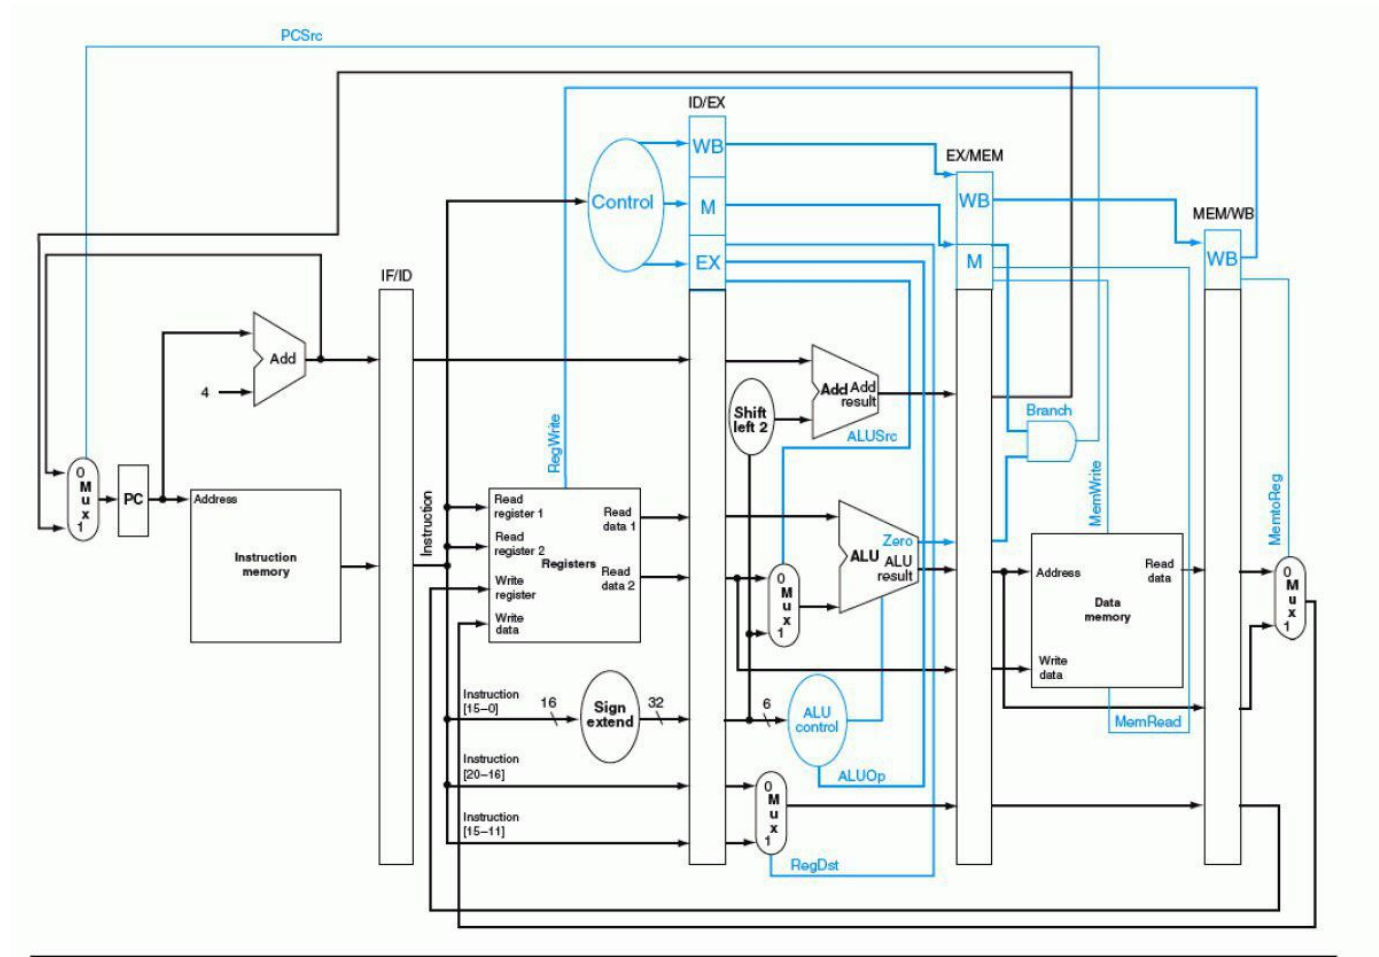 PCSrc
ID/EX
WB
EX/MEM
Control
M
WB
MEM/WB
IF/ID
EX
M
WB
Add
4
Shift
left 2
Add Add
result
ALUSrc
Branch
RegWrite
MemWrite
MemtoReg
0
M
u
x
1
PC
Address
Instruction
memory
Instruction
Read
register 1
Read
register 2
Write
register
Write
data
Registers
Read
data 1
Read
data 2
0
M
u
x
1
Zero
ALU
ALU
result
Address
Read
data
Data
memory
Write
data
0
M
u
x
1
Instruction
[15–0]
16
Sign
extend
32
6
ALU
control
MemRead
Instruction
[20–16]
ALUOp
Instruction
[15–11]
0
M
u
x
1
RegDst